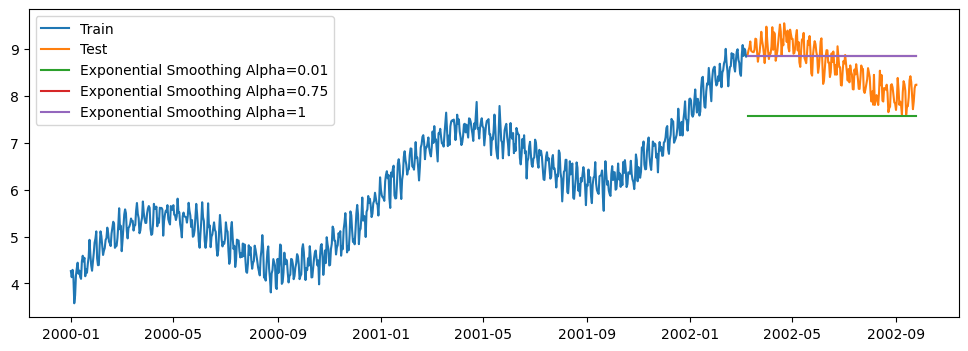 Train
Test
Exponential Smoothing Alpha=0.01
Exponential Smoothing Alpha=0.75
Exponential Smoothing Alpha=1
9
8
7
6
5
4
2000-01 2000-05 2000-09 2001-01 2001-05 2001-09 2002-01 2002-05 2002-09